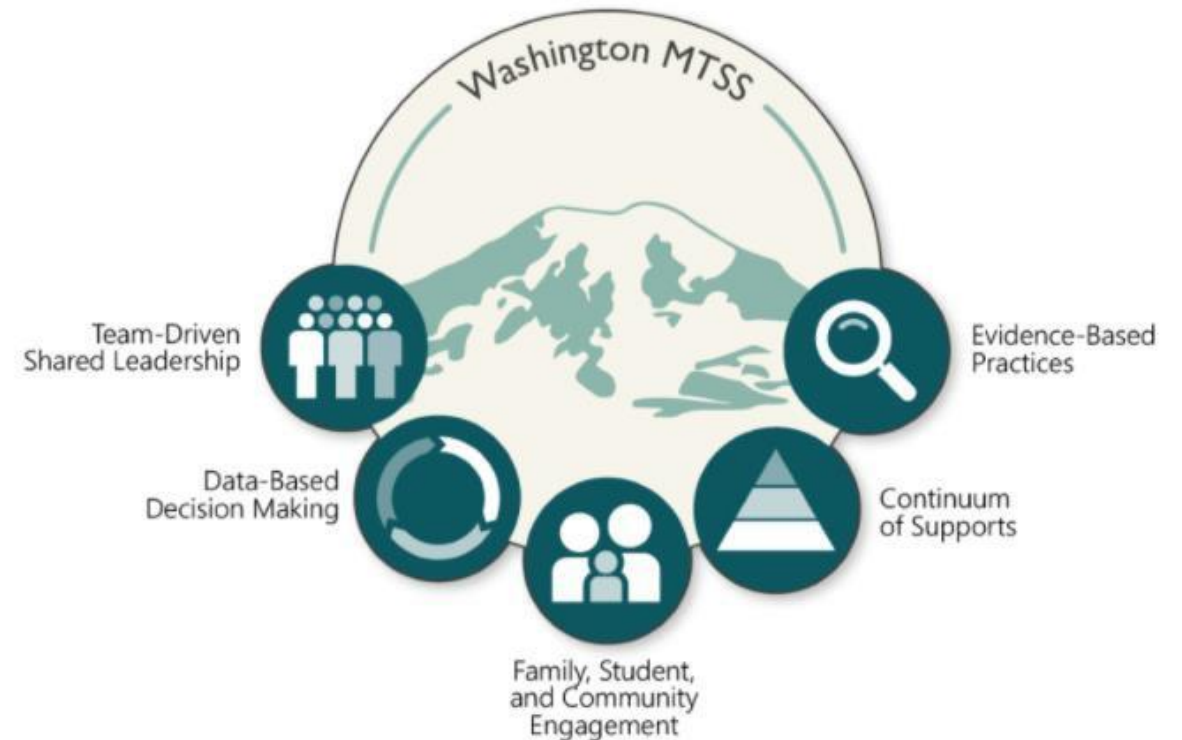 Washington MTSS
Team-Driven
Shared Leadership
Evidence-Based
Practices
Data-Based
Decision Making
Continuum
of Supports
Family, Student,
and Community
Engagement